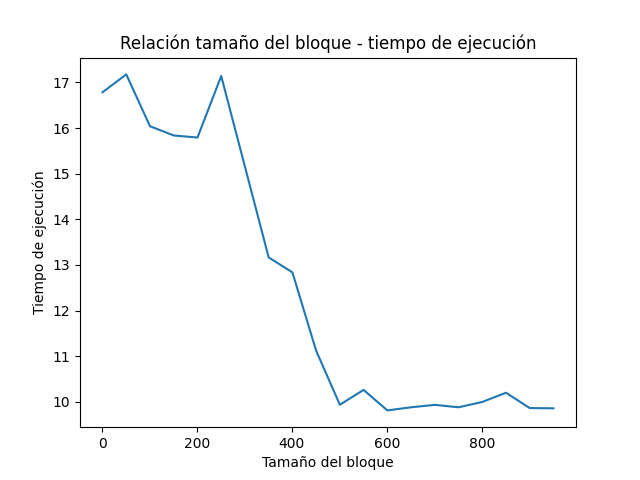 Relación tamaño del bloque - tiempo de ejecución
17
16
15
14
13
12
11
10
Tiempo de ejecución
0 200 400 600 800
Tamaño del bloque